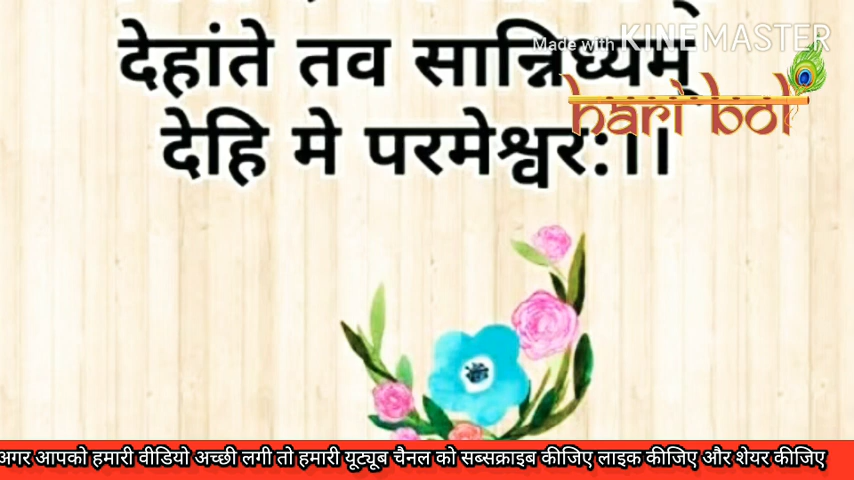 Made with KINEMASTER
देहांते तव सान्निध्यम्
hari bol
देहि मे परमेश्वर:।।
अगर आपको हमारी वीडियो अच्छी लगी तो हमारी यूट्यूब चैनल को सब्सक्राइब कीजिए लाइक कीजिए और शेयर कीजिए